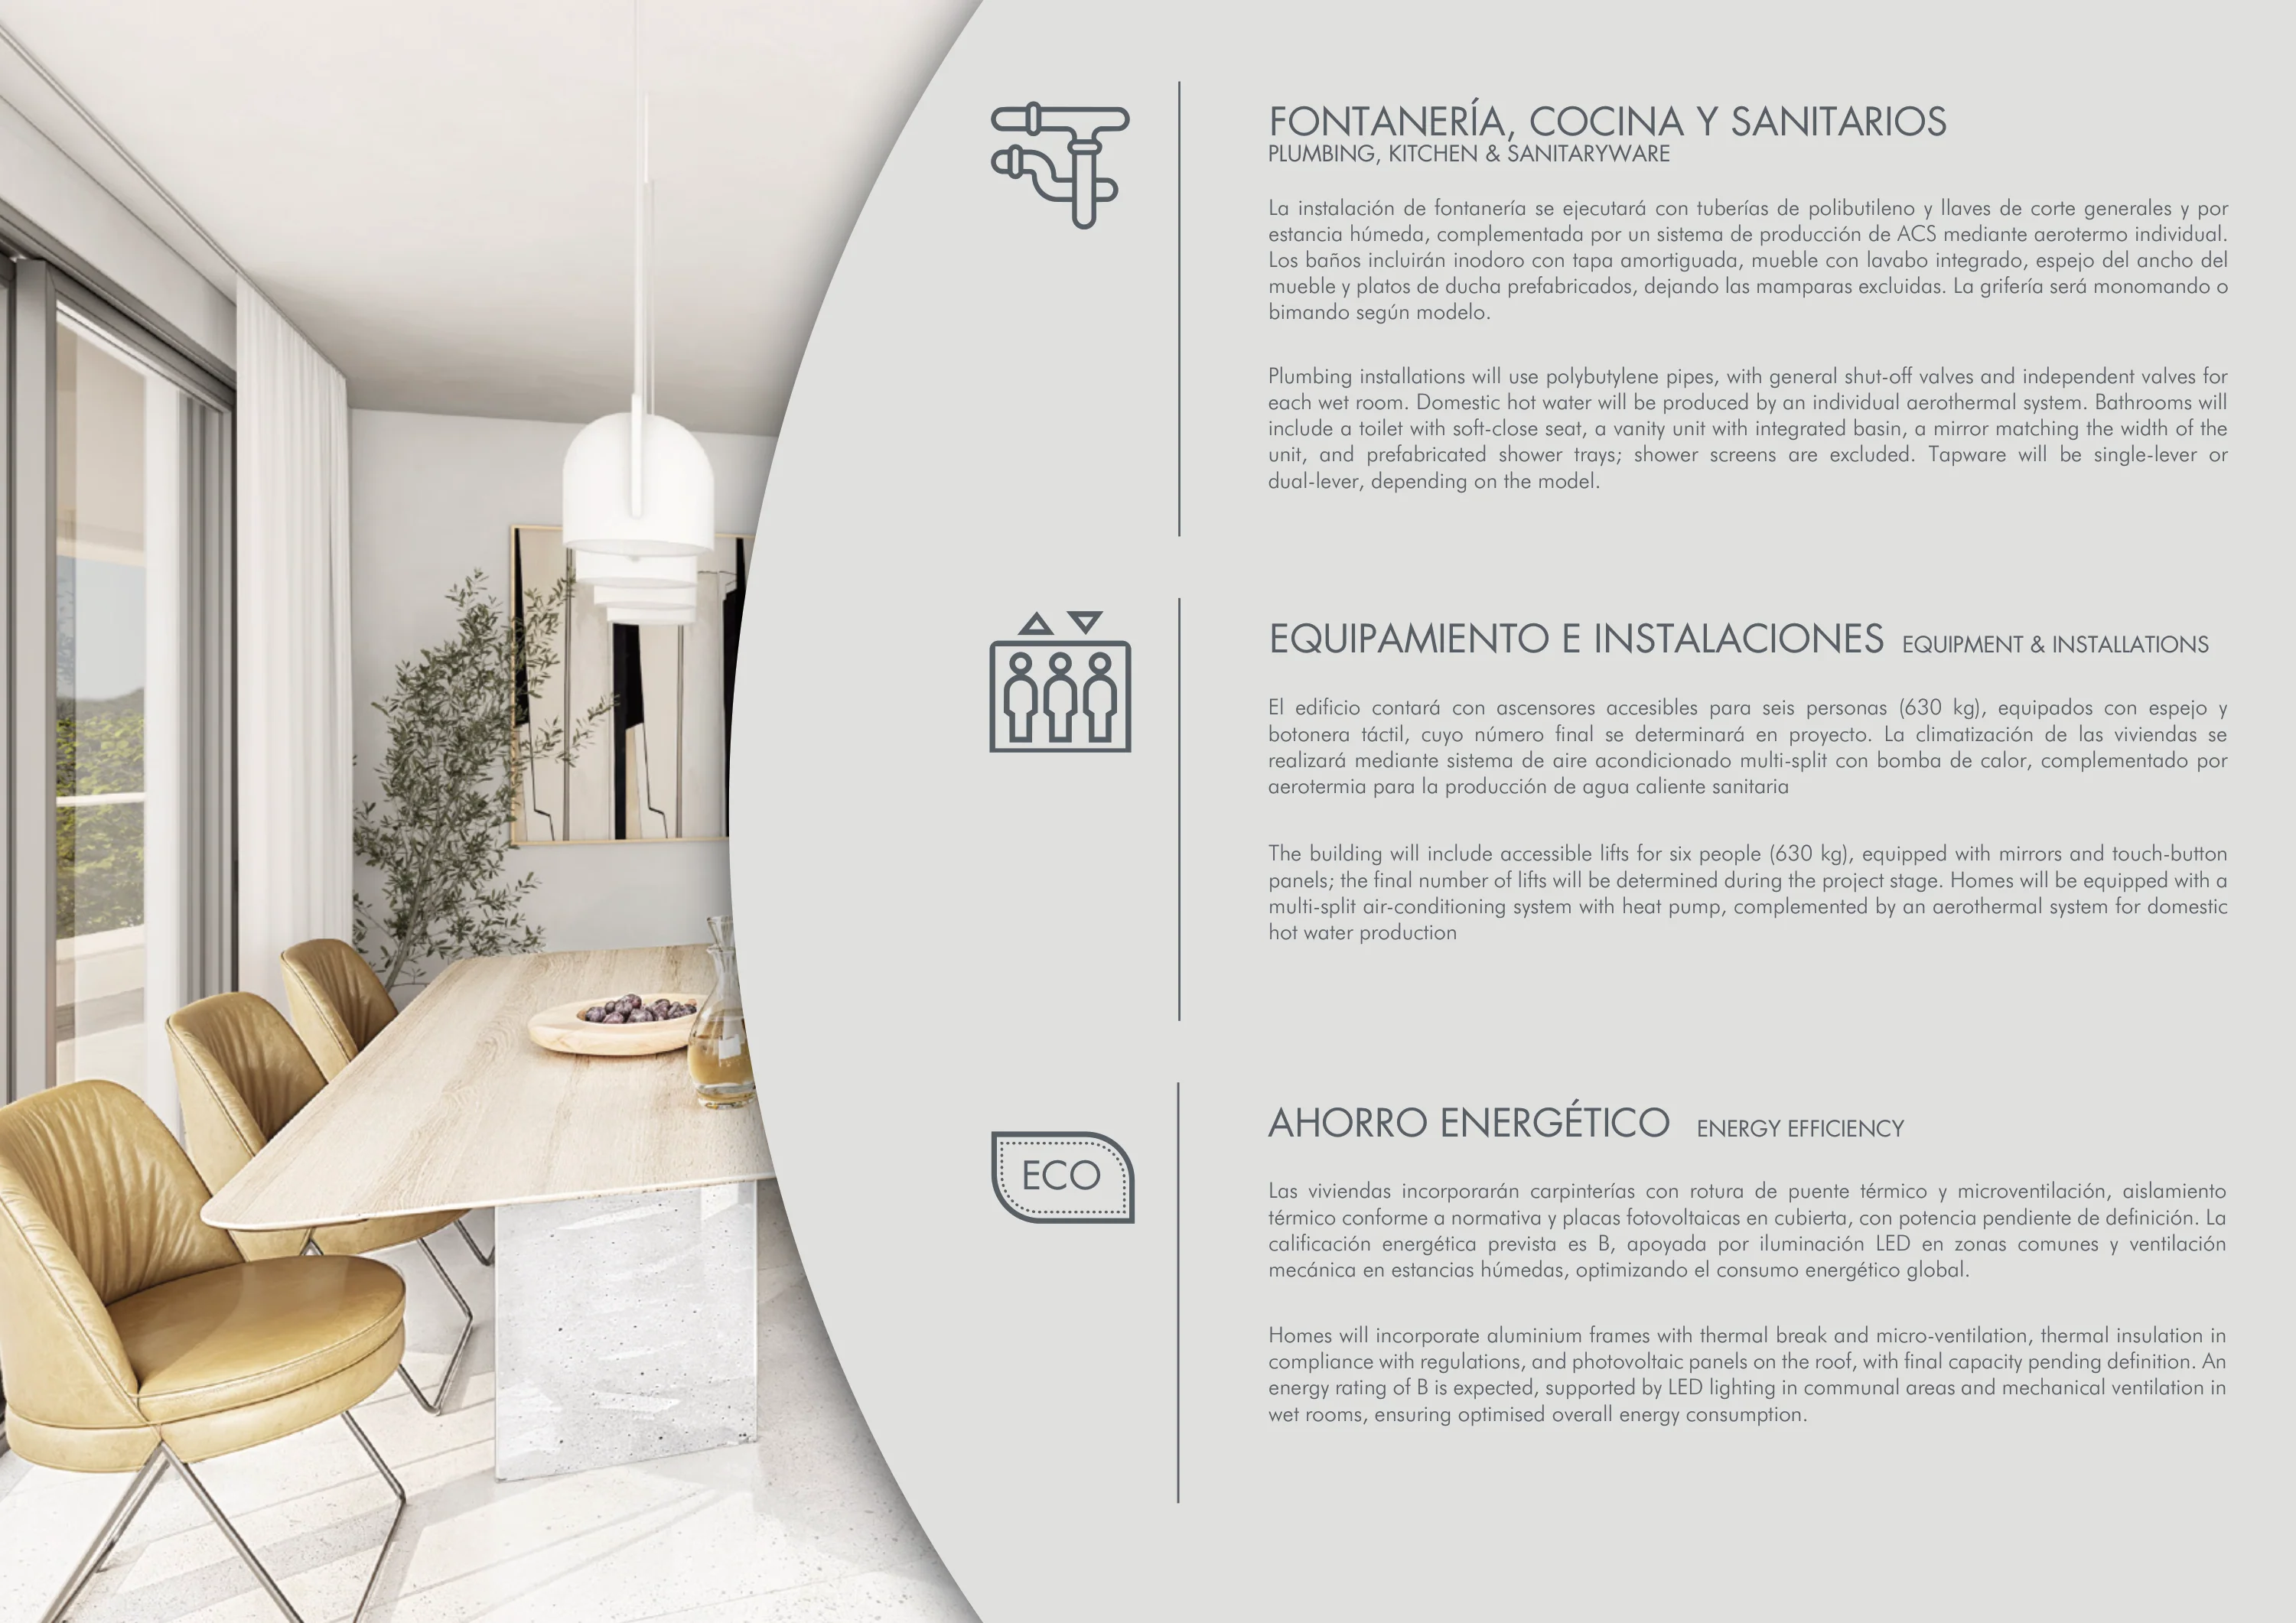 FONTANERÍA, COCINA Y SANITARIOS
PLUMBING, KITCHEN & SANITARYWARE
La instalación de fontanería se ejecutará con tuberías de polibutileno y llaves de corte generales y por
estancia húmeda, complementada por un sistema de producción de ACS mediante aerotermo individual.
Los baños incluirán inodoro con tapa amortiguada, mueble con lavabo integrado, espejo del ancho del
mueble y platos de ducha prefabricados, dejando las mamparas excluidas. La grifería será monomando o
bimando según modelo.
Plumbing installations will use polybutylene pipes, with general shut-off valves and independent valves for
each wet room. Domestic hot water will be produced by an individual aerothermal system. Bathrooms will
include a toilet with soft-close seat, a vanity unit with integrated basin, a mirror matching the width of the
unit, and prefabricated shower trays; shower screens are excluded. Tapware will be single-lever or
dual-lever, depending on the model.
EQUIPAMIENTO E INSTALACIONES EQUIPMENT & INSTALLATIONS
El edificio contará con ascensores accesibles para seis personas (630 kg), equipados con espejo y
botonera táctil, cuyo número final se determinará en proyecto. La climatización de las viviendas se
realizará mediante sistema de aire acondicionado multi-split con bomba de calor, complementado por
aerotermia para la producción de agua caliente sanitaria
The building will include accessible lifts for six people (630 kg), equipped with mirrors and touch-button
panels; the final number of lifts will be determined during the project stage. Homes will be equipped with a
multi-split air-conditioning system with heat pump, complemented by an aerothermal system for domestic
hot water production
ECO
AHORRO ENERGÉTICO ENERGY EFFICIENCY
Las viviendas incorporarán carpinterías con rotura de puente térmico y microventilación, aislamiento
térmico conforme a normativa y placas fotovoltaicas en cubierta, con potencia pendiente de definición. La
calificación energética prevista es B, apoyada por iluminación LED en zonas comunes y ventilación
mecánica en estancias húmedas, optimizando el consumo energético global.
Homes will incorporate aluminium frames with thermal break and micro-ventilation, thermal insulation in
compliance with regulations, and photovoltaic panels on the roof, with final capacity pending definition. An
energy rating of B is expected, supported by LED lighting in communal areas and mechanical ventilation in
wet rooms, ensuring optimised overall energy consumption.